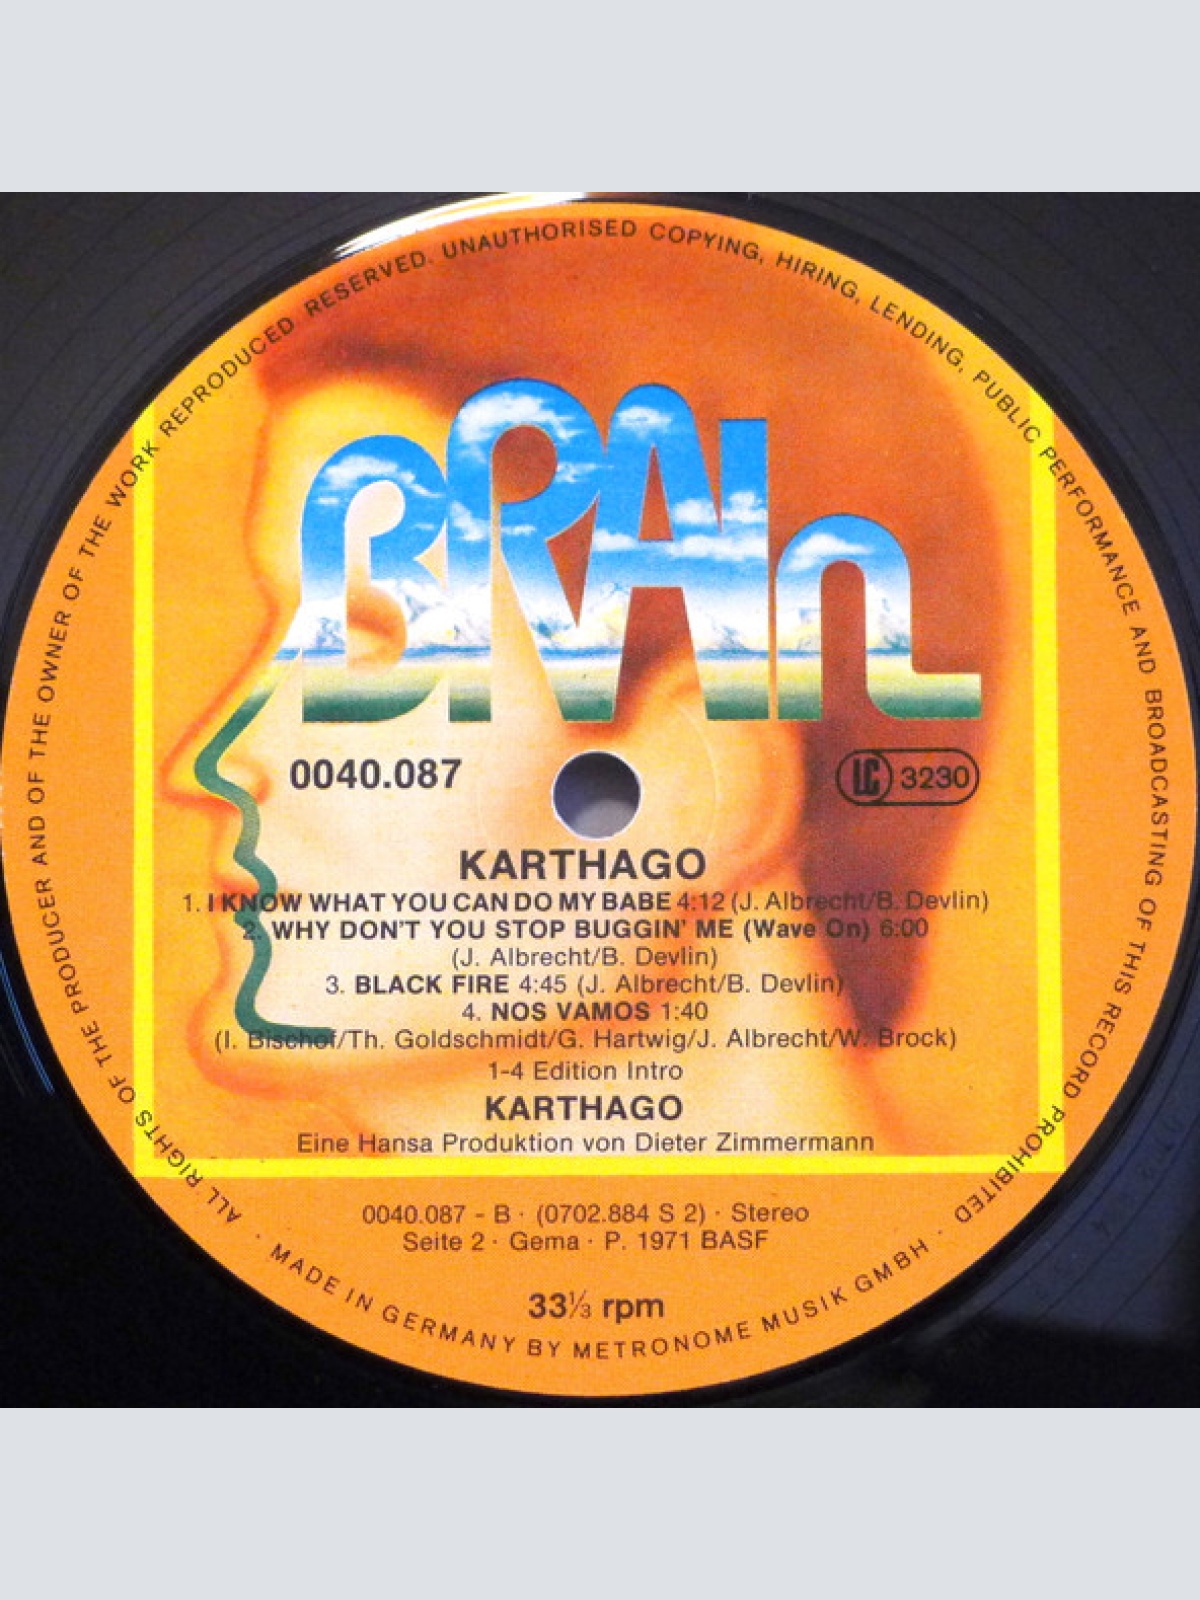 BRAIN
0040.087
LC 3230
KARTHAGO
1. I KNOW WHAT YOU CAN DO MY BABE 4:12 (J. Albrecht/B. Devlin)
2. WHY DON'T YOU STOP BUGGIN' ME (Wave On) 6:00
(J. Albrecht/B. Devlin)
3. BLACK FIRE 4:45 (J. Albrecht/B. Devlin)
4. NOS VAMOS 1:40
(I. Bischof/Th. Goldschmidt/G. Hartwig/J. Albrecht/W. Brock)
1-4 Edition Intro
KARTHAGO
Eine Hansa Produktion von Dieter Zimmermann
0040.087 - B · (0702.884 S 2) · Stereo
Seite 2 · Gema · P. 1971 BASF
33⅓ rpm
ALL RIGHTS OF THE PRODUCER AND OF THE OWNER OF THE WORK REPRODUCED RESERVED. UNAUTHORISED COPYING, HIRING, LENDING, PUBLIC PERFORMANCE AND BROADCASTING OF THIS RECORD PROHIBITED
· MADE IN GERMANY BY METRONOME MUSIK GMBH ·